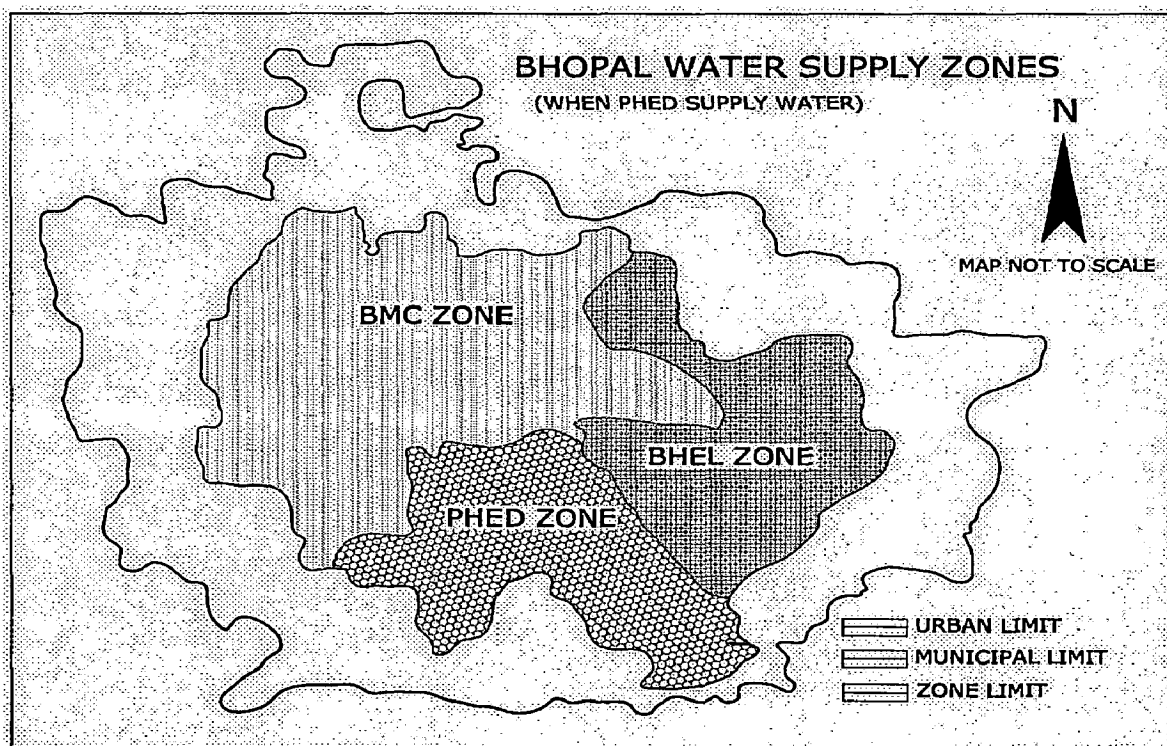 BHOPAL WATER SUPPLY ZONES
(WHEN PHED SUPPLY WATER)
N
MAP NOT TO SCALE
BMC ZONE
BHEL ZONE
PHED ZONE
URBAN LIMIT
MUNICIPAL LIMIT
ZONE LIMIT